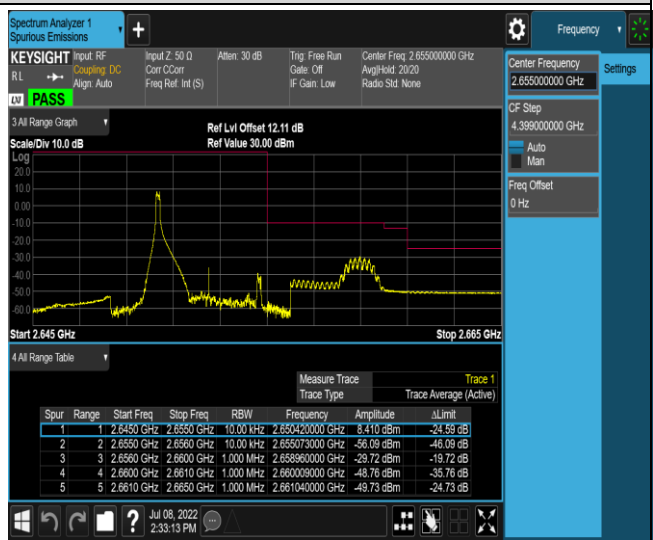 Spectrum Analyzer 1
Spurious Emissions
+
Frequency
KEYSIGHT Input: RF Input Z: 50 Ω Atten: 30 dB Trig: Free Run Center Freq: 2.655000000 GHz
RL Coupling: DC Corr CCorr Gate: Off Avg|Hold: 20/20
Align: Auto Freq Ref: Int (S) IF Gain: Low Radio Std: None
LXI PASS
Center Frequency
2.655000000 GHz
Settings
CF Step
4.399000000 GHz
Auto
Man
Freq Offset
0 Hz
3 All Range Graph
Ref Lvl Offset 12.11 dB
Scale/Div 10.0 dB Ref Value 30.00 dBm
Log
20.0
10.0
0.00
-10.0
-20.0
-30.0
-40.0
-50.0
-60.0
Start 2.645 GHz Stop 2.665 GHz
4 All Range Table
Measure Trace Trace 1
Trace Type Trace Average (Active)
Spur Range Start Freq Stop Freq RBW Frequency Amplitude ΔLimit
1 1 2.6450 GHz 2.6550 GHz 10.00 kHz 2.650420000 GHz 8.410 dBm -24.59 dB
2 2 2.6550 GHz 2.6560 GHz 10.00 kHz 2.655073000 GHz -56.09 dBm -46.09 dB
3 3 2.6560 GHz 2.6600 GHz 1.000 MHz 2.658960000 GHz -29.72 dBm -19.72 dB
4 4 2.6600 GHz 2.6610 GHz 1.000 MHz 2.660009000 GHz -48.76 dBm -35.76 dB
5 5 2.6610 GHz 2.6650 GHz 1.000 MHz 2.661040000 GHz -49.73 dBm -24.73 dB
?
Jul 08, 2022
2:33:13 PM